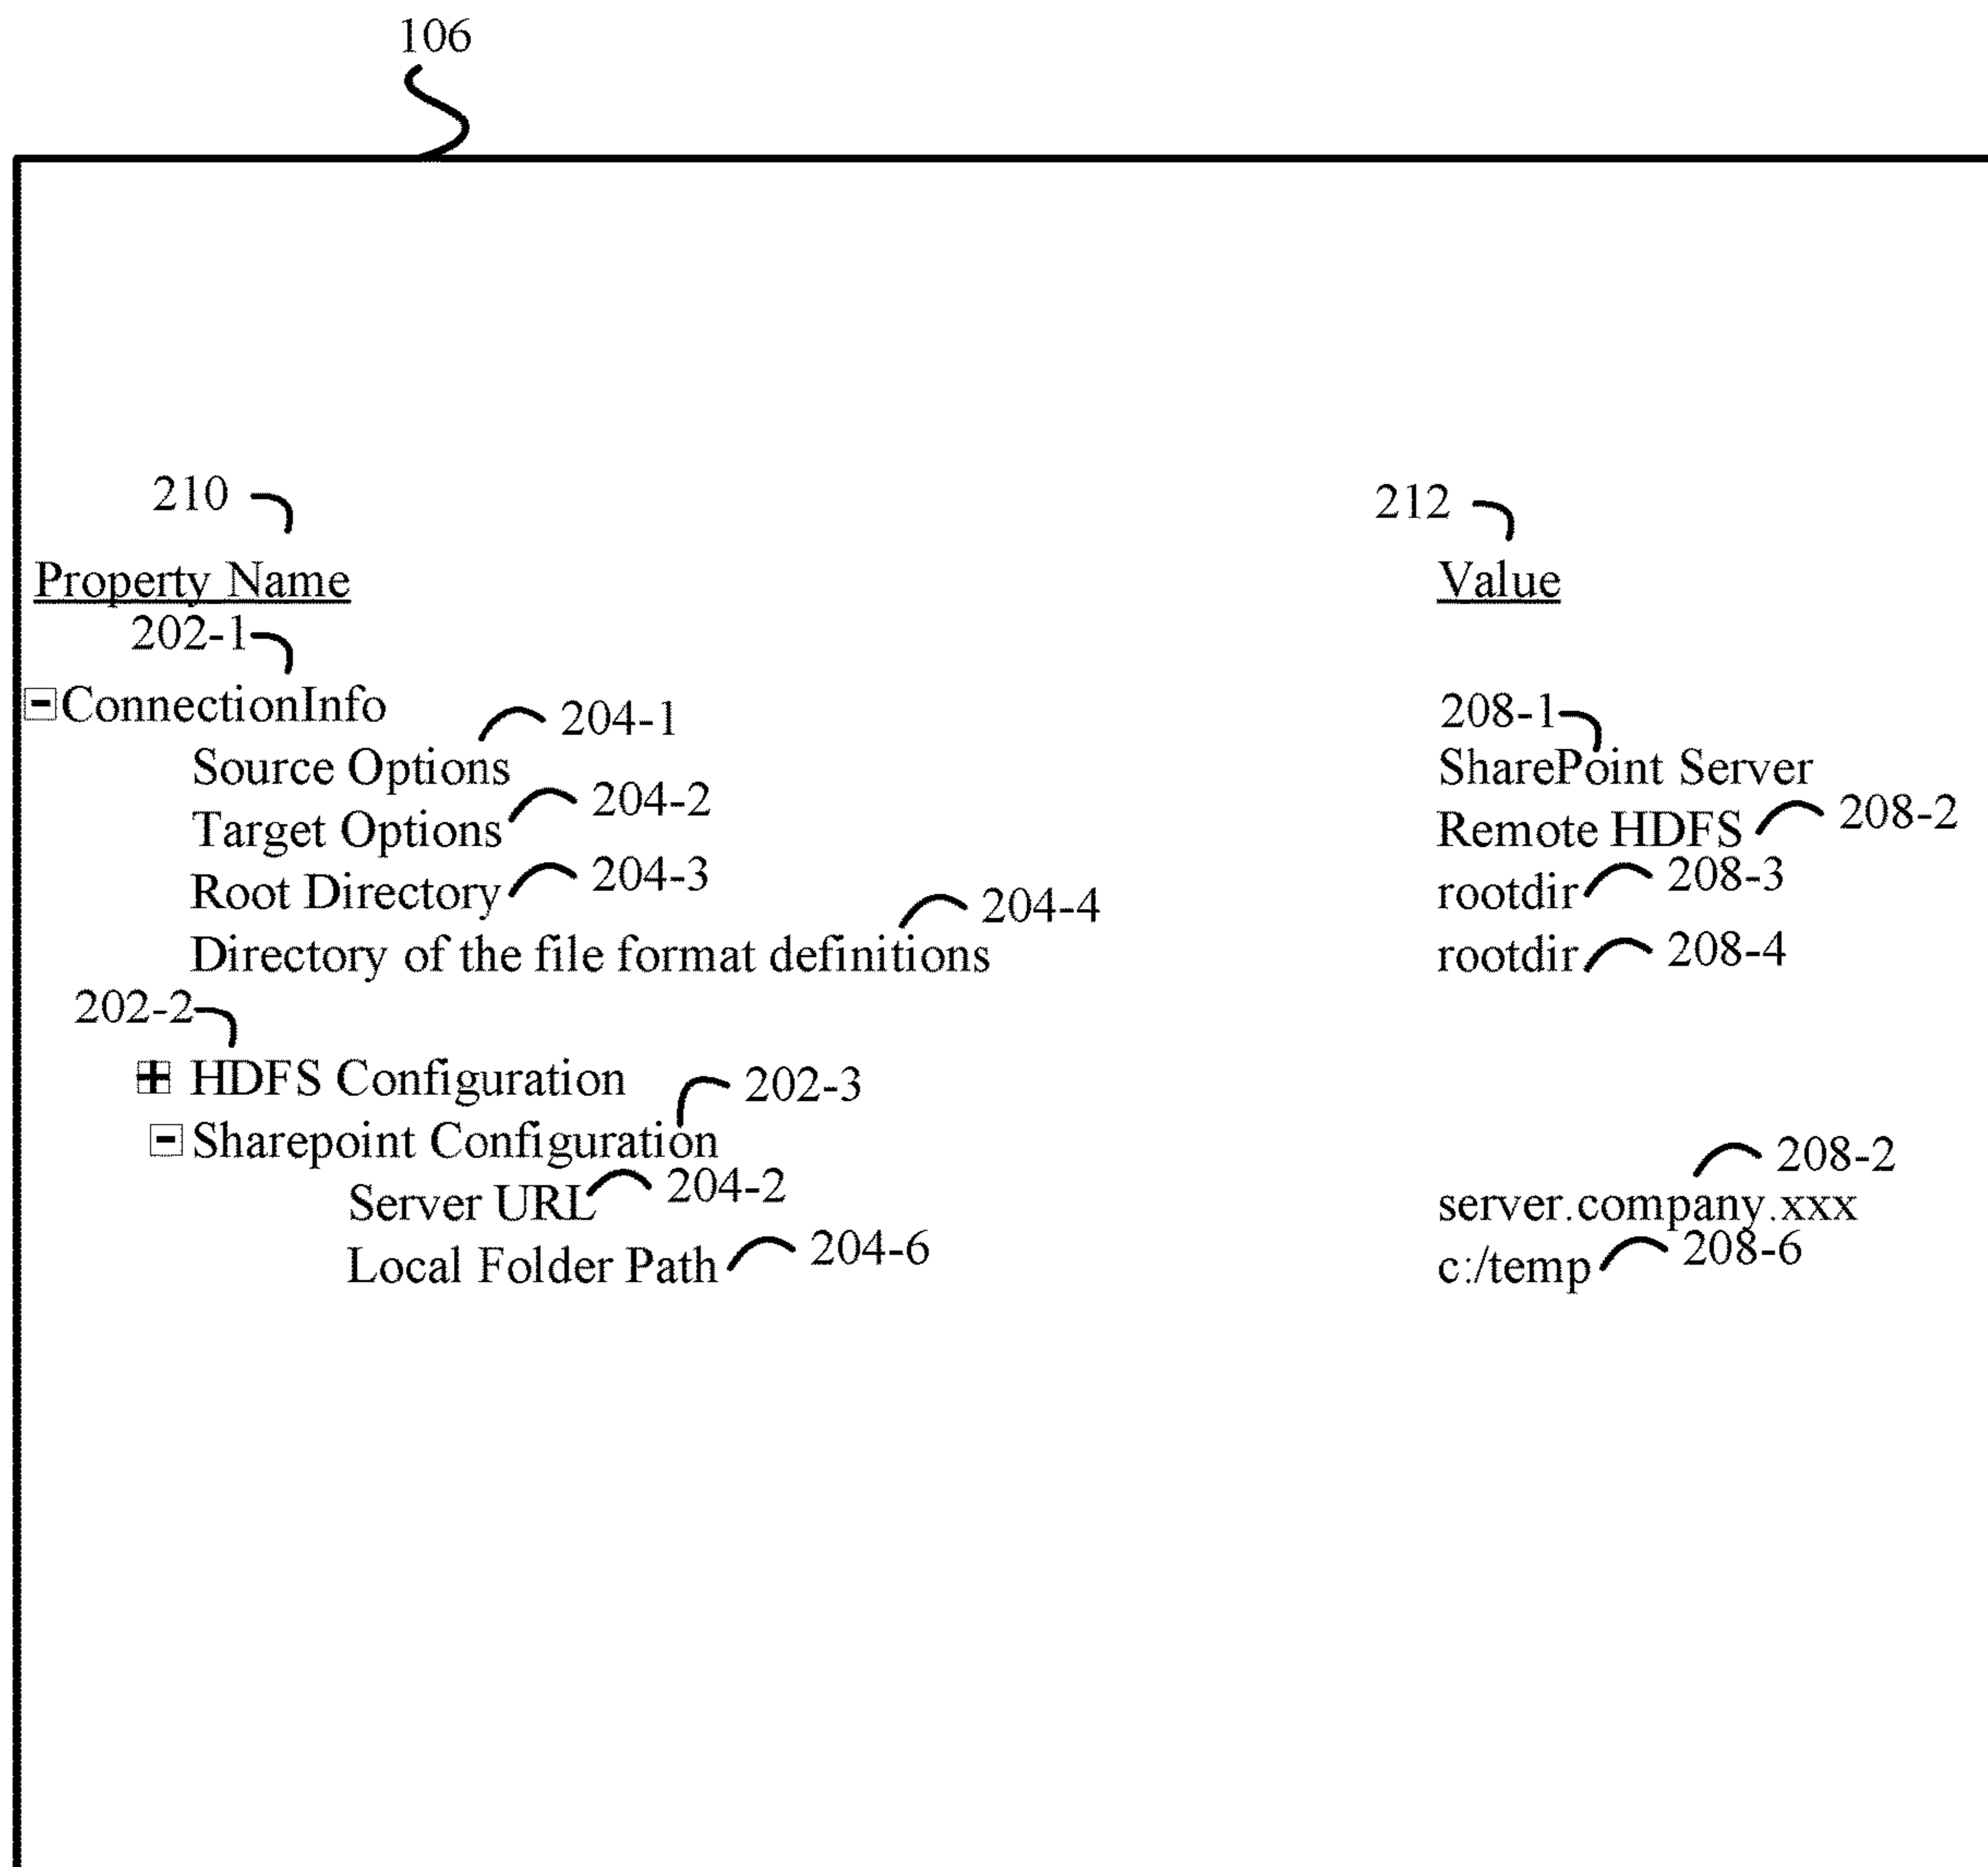 106
210 212
Property Name Value
202-1
ConnectionInfo 204-1 208-1
Source Options SharePoint Server
204-2
Target Options Remote HDFS 208-2
Root Directory 204-3 rootdir 208-3
204-4
Directory of the file format definitions rootdir 208-4
202-2
HDFS Configuration 202-3
Sharepoint Configuration 208-2
Server URL 204-2 server.company.xxx
Local Folder Path 204-6 c:/temp 208-6